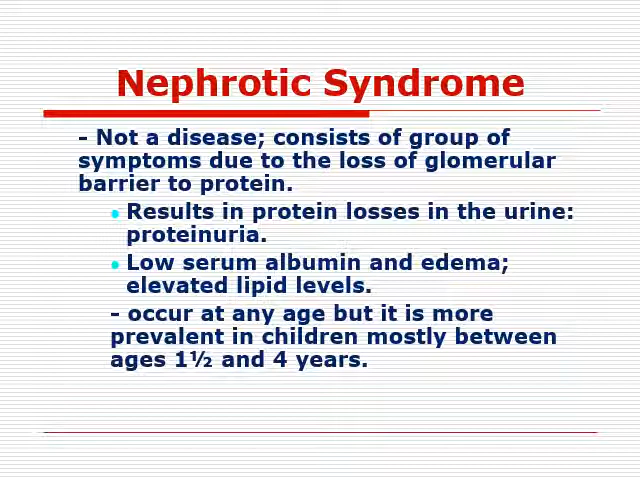 Nephrotic Syndrome
- Not a disease; consists of group of
symptoms due to the loss of glomerular
barrier to protein.
• Results in protein losses in the urine:
proteinuria.
• Low serum albumin and edema;
elevated lipid levels.
- occur at any age but it is more
prevalent in children mostly between
ages 1½ and 4 years.